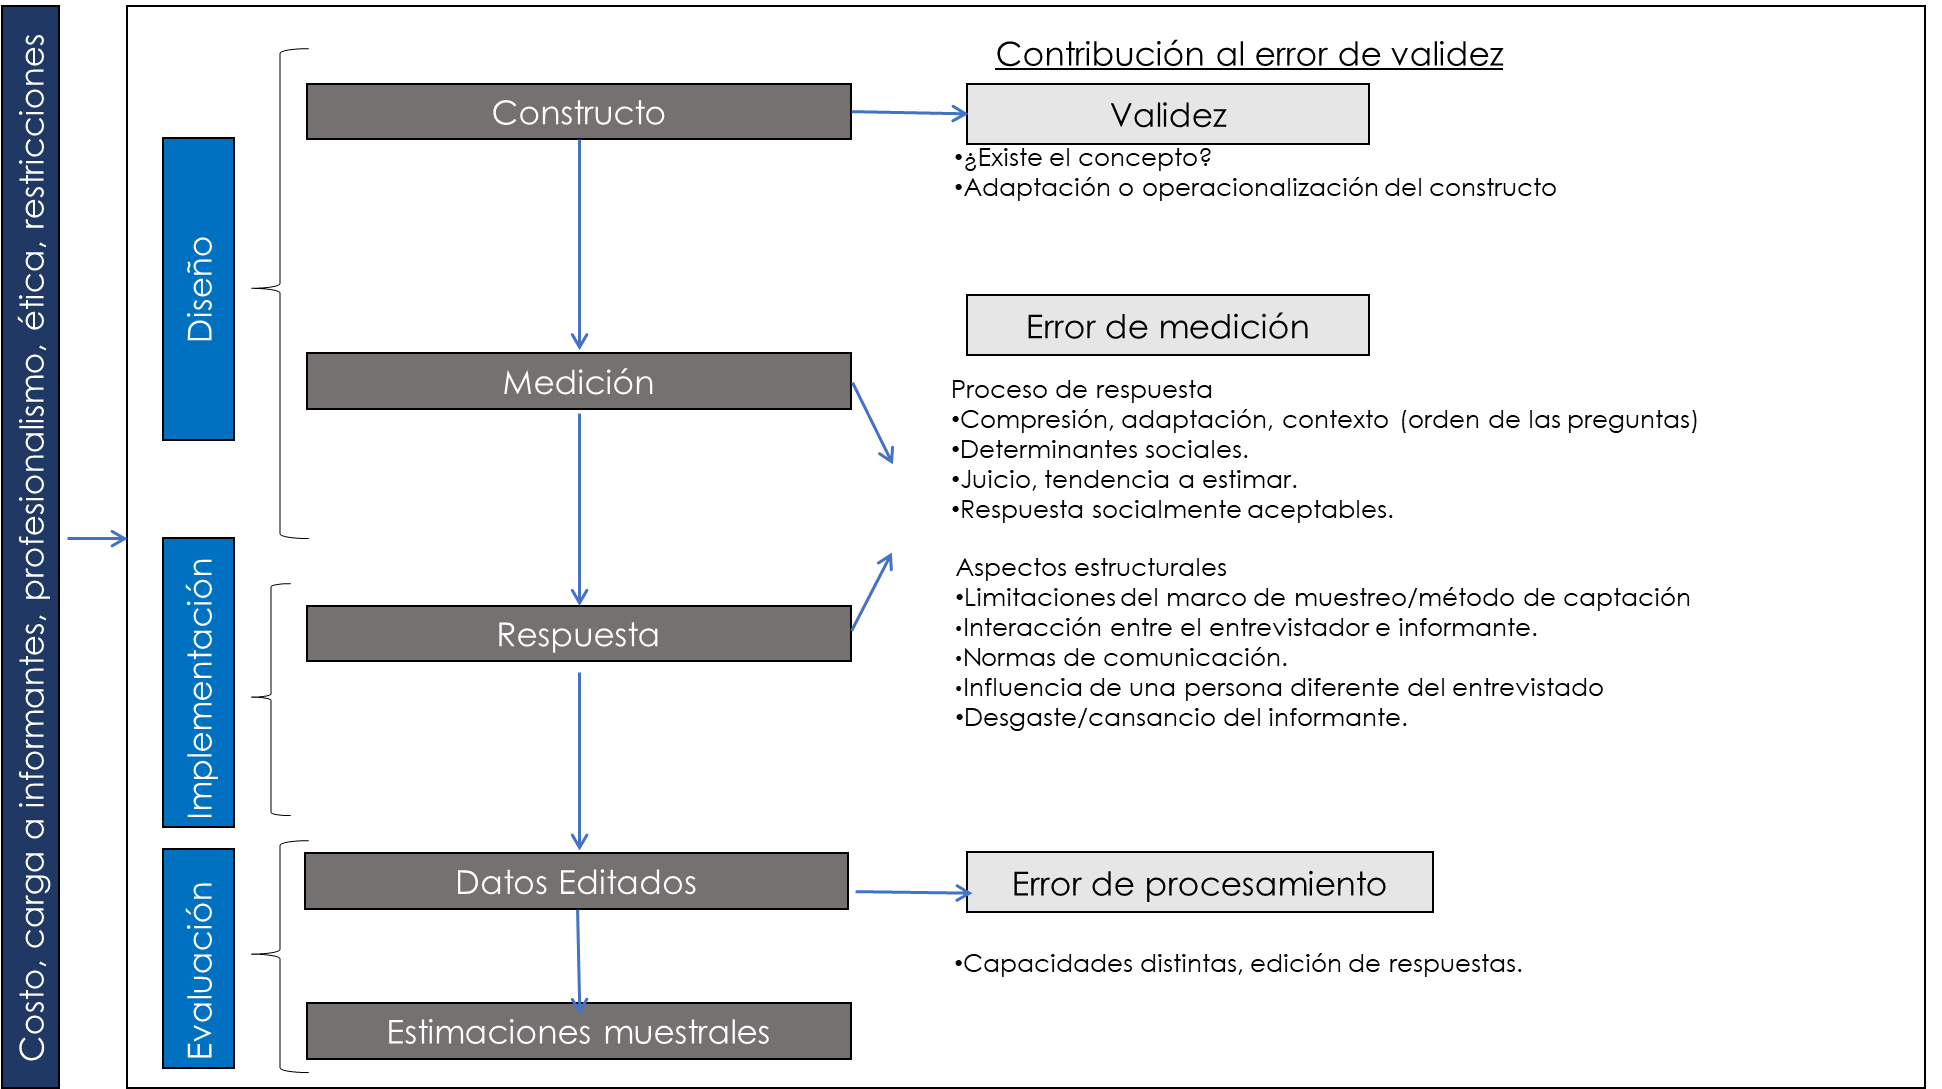 Costo, carga a informantes, profesionalismo, ética, restricciones
Diseño
Implementación
Evaluación
Constructo
Medición
Respuesta
Datos Editados
Estimaciones muestrales
Contribución al error de validez
Validez
•¿Existe el concepto?
•Adaptación o operacionalización del constructo
Error de medición
Proceso de respuesta
•Compresión, adaptación, contexto (orden de las preguntas)
•Determinantes sociales.
•Juicio, tendencia a estimar.
•Respuesta socialmente aceptables.
Aspectos estructurales
•Limitaciones del marco de muestreo/método de captación
•Interacción entre el entrevistador e informante.
•Normas de comunicación.
•Influencia de una persona diferente del entrevistado
•Desgaste/cansancio del informante.
Error de procesamiento
•Capacidades distintas, edición de respuestas.